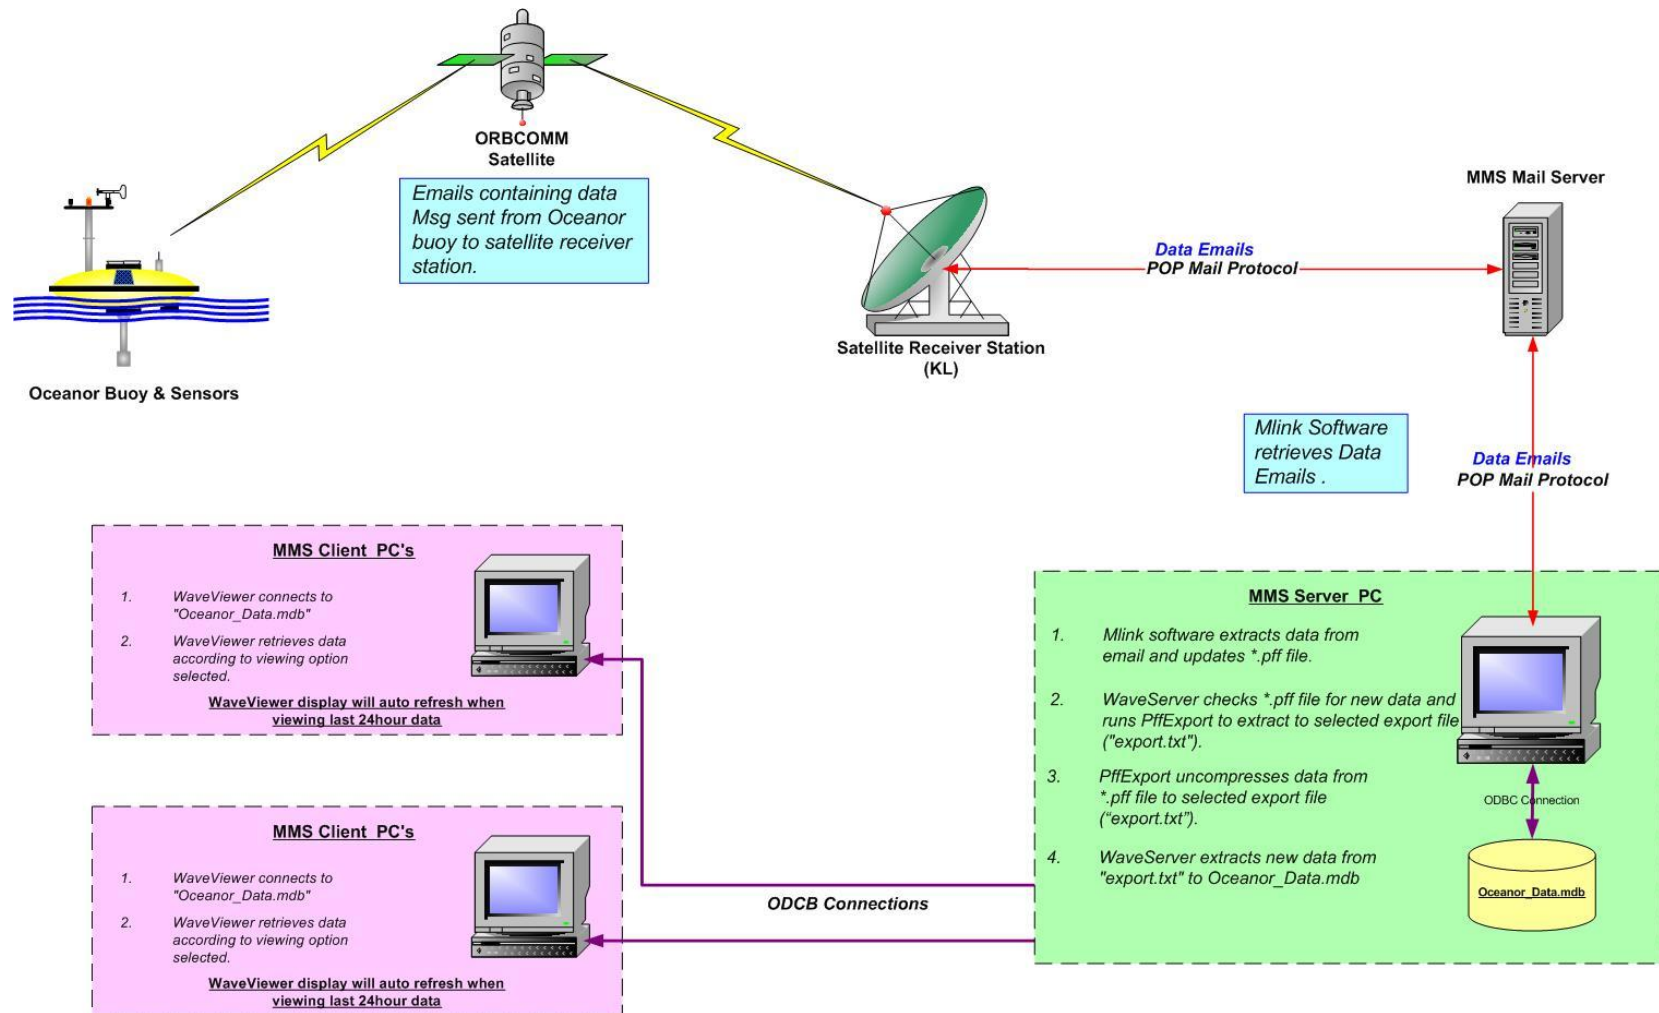 ORBCOMM
Satellite
Emails containing data
Msg sent from Oceanor
buoy to satellite receiver
station.
MMS Mail Server
Data Emails
POP Mail Protocol
Satellite Receiver Station
(KL)
Oceanor Buoy & Sensors
Mlink Software
retrieves Data
Emails .
Data Emails
POP Mail Protocol
MMS Client PC's
1. WaveViewer connects to
"Oceanor_Data.mdb"
2. WaveViewer retrieves data
according to viewing option
selected.
WaveViewer display will auto refresh when
viewing last 24hour data
MMS Server PC
1. Mlink software extracts data from
email and updates *.pff file.
2. WaveServer checks *.pff file for new data and
runs PffExport to extract to selected export file
("export.txt").
3. PffExport uncompresses data from
*.pff file to selected export file
(“export.txt”).
4. WaveServer extracts new data from
"export.txt" to Oceanor_Data.mdb
ODBC Connection
Oceanor_Data.mdb
MMS Client PC's
1. WaveViewer connects to
"Oceanor_Data.mdb"
2. WaveViewer retrieves data
according to viewing option
selected.
WaveViewer display will auto refresh when
viewing last 24hour data
ODCB Connections